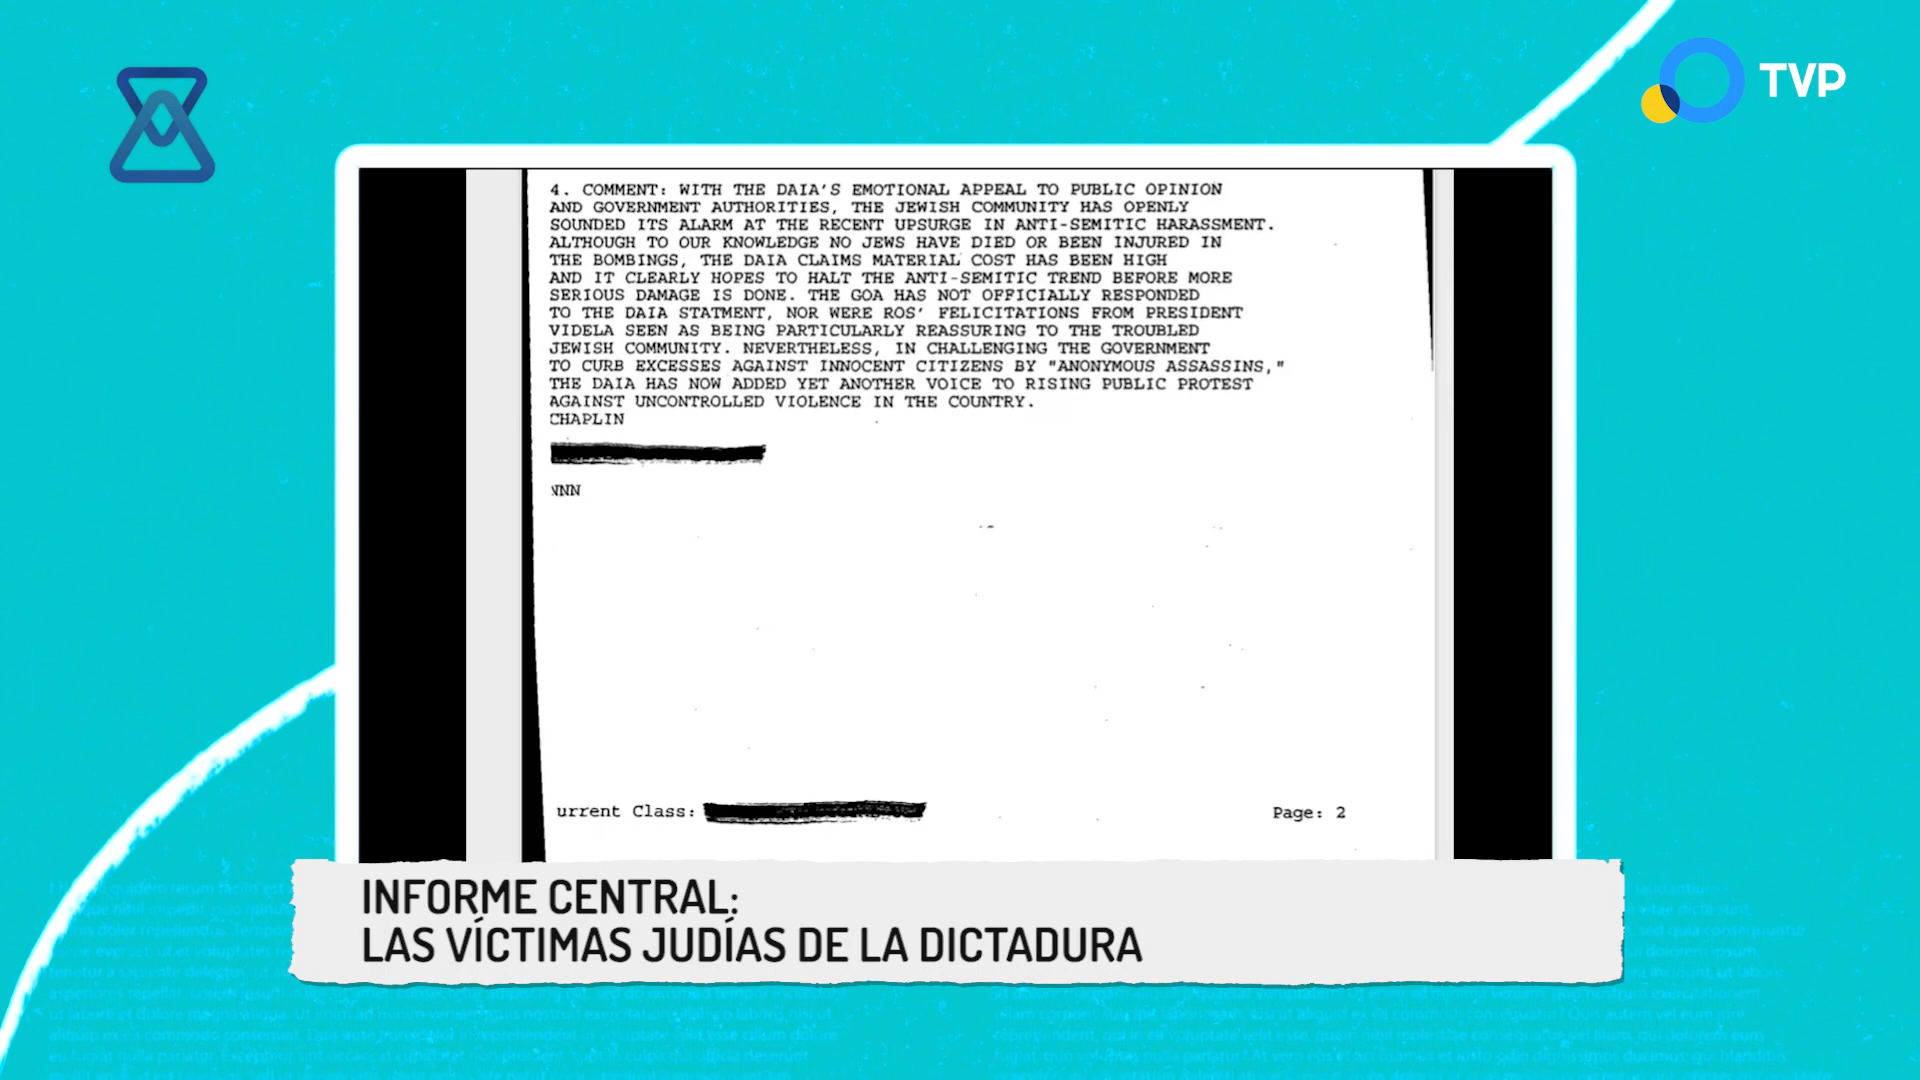 TVP
4. COMMENT: WITH THE DAIA'S EMOTIONAL APPEAL TO PUBLIC OPINION
AND GOVERNMENT AUTHORITIES, THE JEWISH COMMUNITY HAS OPENLY
SOUNDED ITS ALARM AT THE RECENT UPSURGE IN ANTI-SEMITIC HARASSMENT.
ALTHOUGH TO OUR KNOWLEDGE NO JEWS HAVE DIED OR BEEN INJURED IN
THE BOMBINGS, THE DAIA CLAIMS MATERIAL COST HAS BEEN HIGH
AND IT CLEARLY HOPES TO HALT THE ANTI-SEMITIC TREND BEFORE MORE
SERIOUS DAMAGE IS DONE. THE GOA HAS NOT OFFICIALLY RESPONDED
TO THE DAIA STATMENT, NOR WERE ROS' FELICITATIONS FROM PRESIDENT
VIDELA SEEN AS BEING PARTICULARLY REASSURING TO THE TROUBLED
JEWISH COMMUNITY. NEVERTHELESS, IN CHALLENGING THE GOVERNMENT
TO CURB EXCESSES AGAINST INNOCENT CITIZENS BY "ANONYMOUS ASSASSINS,"
THE DAIA HAS NOW ADDED YET ANOTHER VOICE TO RISING PUBLIC PROTEST
AGAINST UNCONTROLLED VIOLENCE IN THE COUNTRY.
CHAPLIN
NNN
urrent Class: Page: 2
INFORME CENTRAL:
LAS VÍCTIMAS JUDÍAS DE LA DICTADURA